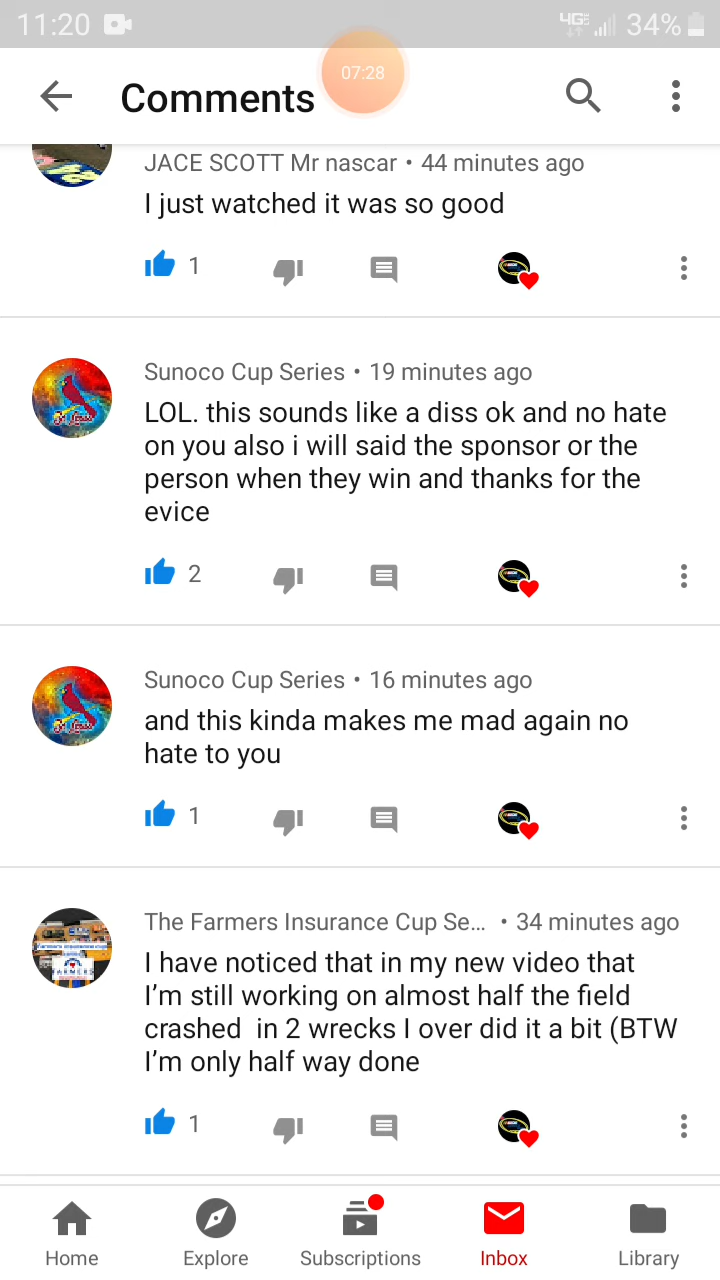 11:20 4G 34%
07:28
Comments
JACE SCOTT Mr nascar • 44 minutes ago
I just watched it was so good
1
Sunoco Cup Series • 19 minutes ago
LOL. this sounds like a diss ok and no hate
on you also i will said the sponsor or the
person when they win and thanks for the
evice
2
Sunoco Cup Series • 16 minutes ago
and this kinda makes me mad again no
hate to you
1
The Farmers Insurance Cup Se... • 34 minutes ago
I have noticed that in my new video that
I’m still working on almost half the field
crashed  in 2 wrecks I over did it a bit (BTW
I’m only half way done
1
Home Explore Subscriptions Inbox Library